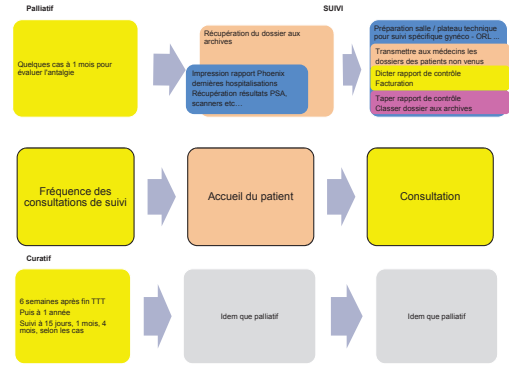 Palliatif
SUIVI
Quelques cas à 1 mois pour
évaluer l'antalgie
Récupération du dossier aux
archives
Impression rapport Phoenix
dernières hospitalisations
Récupération résultats PSA,
scanners etc…
Préparation salle / plateau technique
pour suivi spécifique gynéco - ORL …
Transmettre aux médecins les
dossiers des patients non venus
Dicter rapport de contrôle
Facturation
Taper rapport de contrôle
Classer dossier aux archives
Fréquence des
consultations de suivi
Accueil du patient
Consultation
Curatif
6 semaines après fin TTT
Puis à 1 année
Suivi à 15 jours, 1 mois, 4
mois, selon les cas
Idem que palliatif
Idem que palliatif